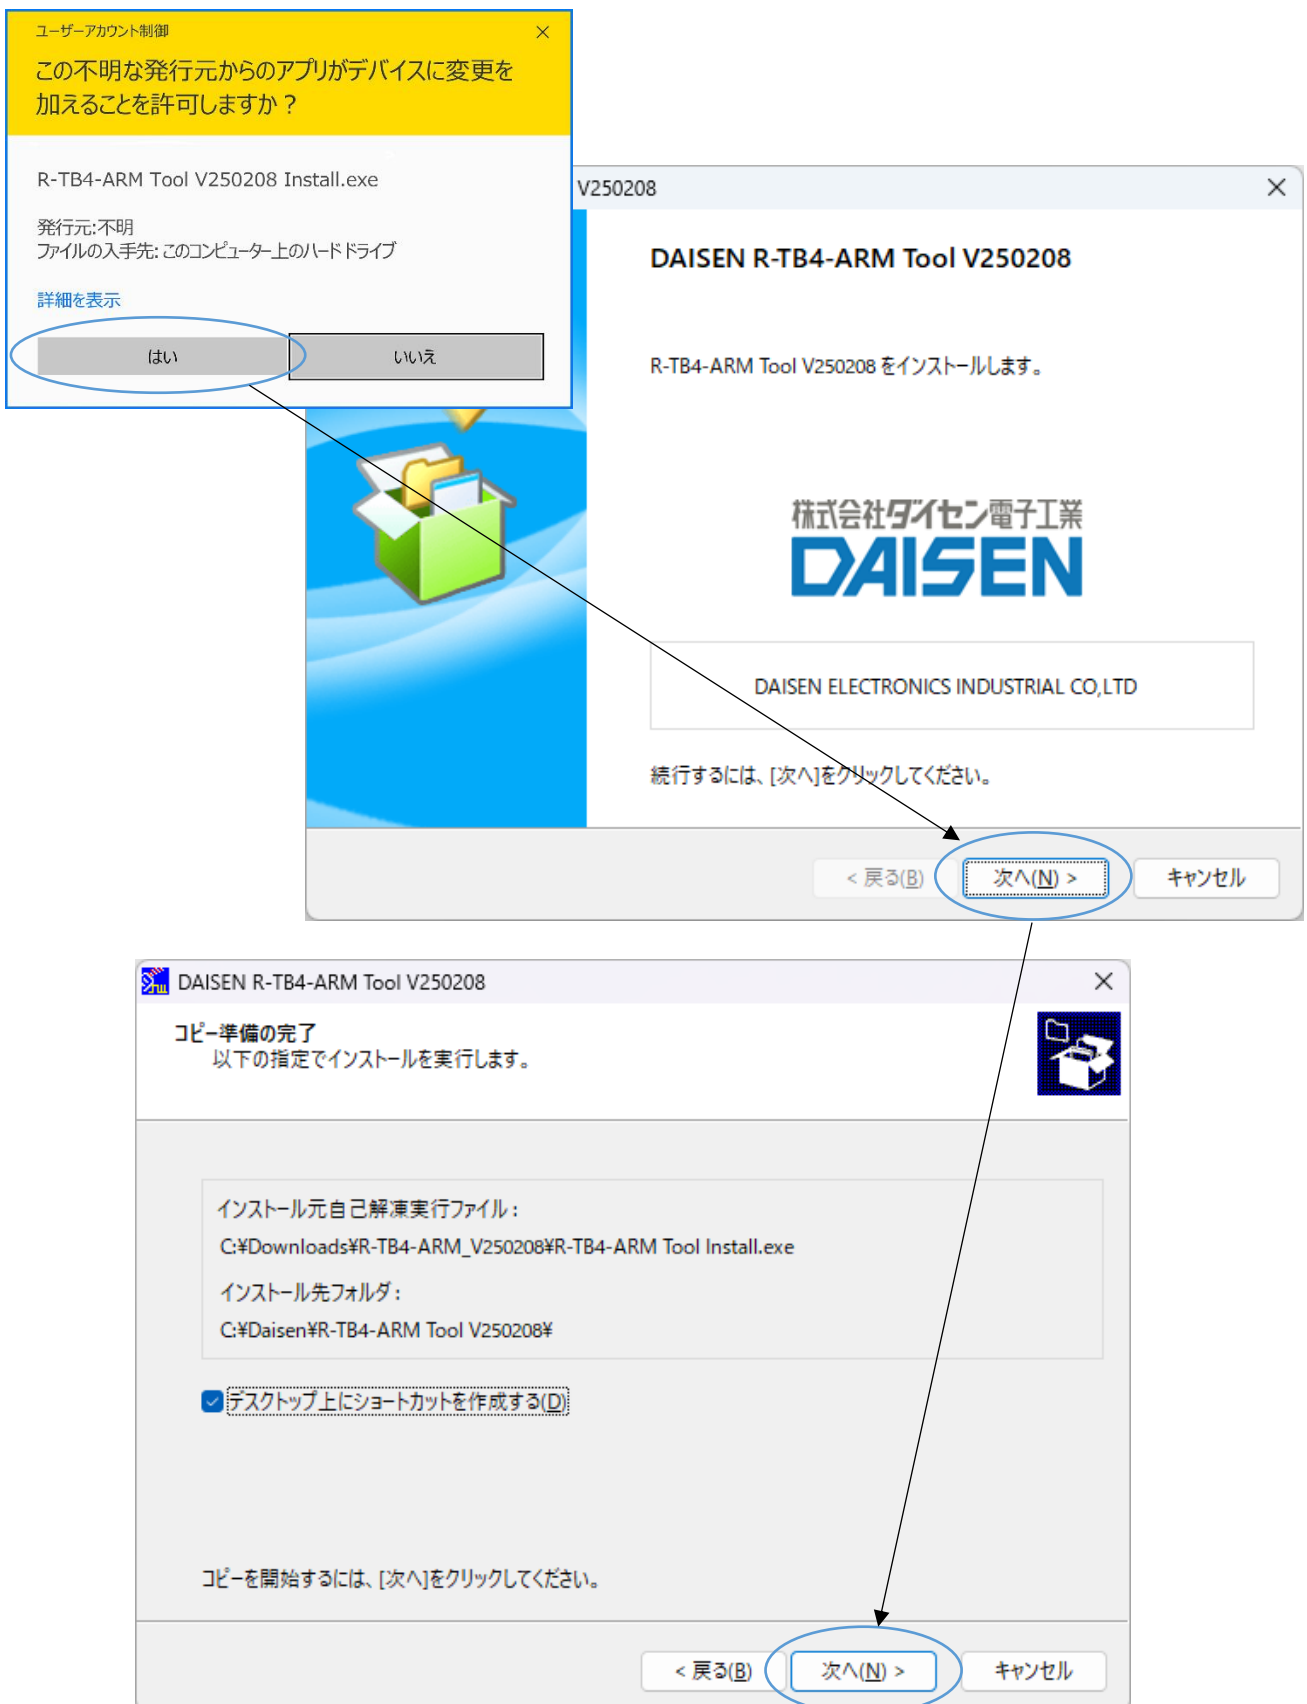 ユーザーアカウント制御
この不明な発行元からのアプリがデバイスに変更を
加えることを許可しますか？
R-TB4-ARM Tool V250208 Install.exe
発行元:不明
ファイルの入手先: このコンピューター上のハード ドライブ
詳細を表示
はい
いいえ
V250208
DAISEN R-TB4-ARM Tool V250208
R-TB4-ARM Tool V250208 をインストールします。
株式会社ダイセン電子工業
DAISEN
DAISEN ELECTRONICS INDUSTRIAL CO,LTD
続行するには、[次へ]をクリックしてください。
< 戻る(B)
次へ(N) >
キャンセル
DAISEN R-TB4-ARM Tool V250208
コピー準備の完了
以下の指定でインストールを実行します。
インストール元自己解凍実行ファイル :
C:¥Downloads¥R-TB4-ARM_V250208¥R-TB4-ARM Tool Install.exe
インストール先フォルダ :
C:¥Daisen¥R-TB4-ARM Tool V250208¥
デスクトップ上にショートカットを作成する(D)
コピーを開始するには、[次へ]をクリックしてください。
< 戻る(B)
次へ(N) >
キャンセル